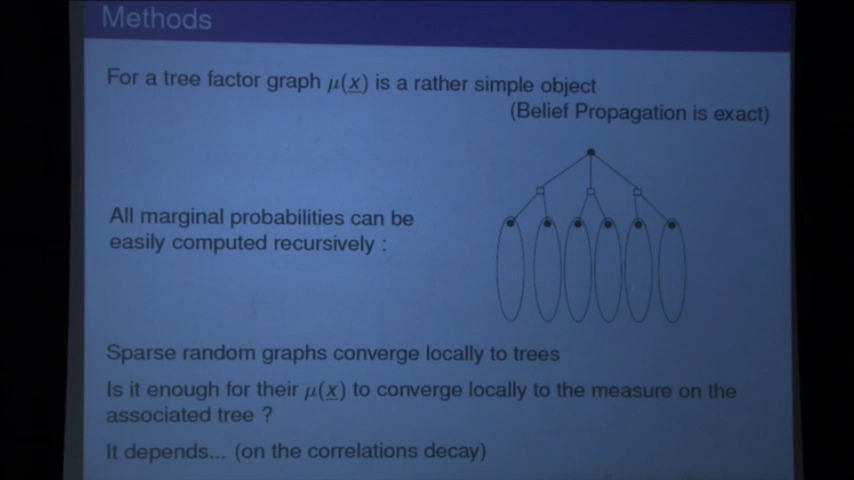 Methods
For a tree factor graph μ(x) is a rather simple object
(Belief Propagation is exact)
All marginal probabilities can be
easily computed recursively :
Sparse random graphs converge locally to trees
Is it enough for their μ(x) to converge locally to the measure on the
associated tree ?
It depends... (on the correlations decay)